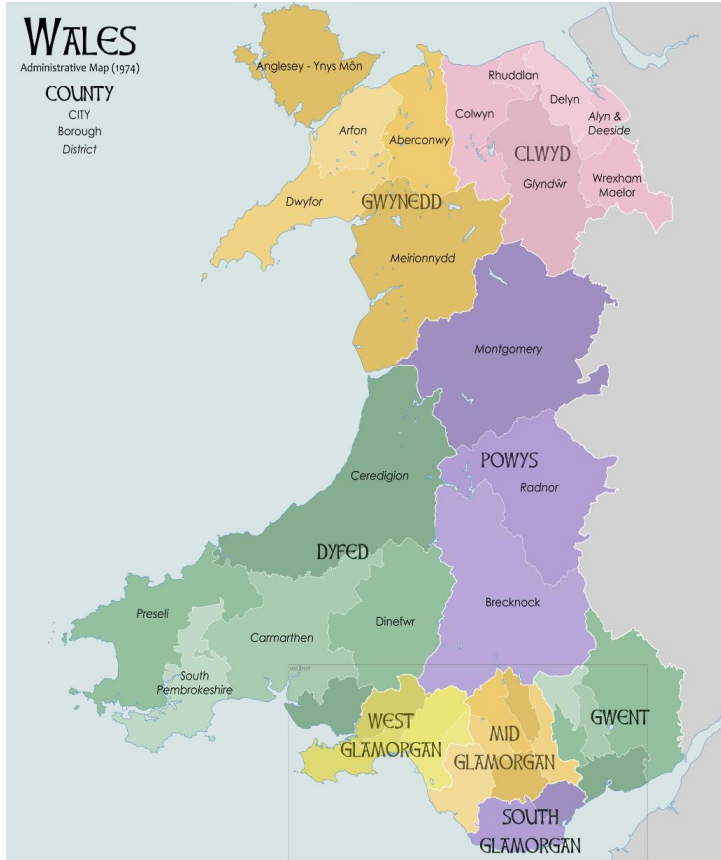 WALES
Administrative Map (1974)
COUNTY
CITY
Borough
District
Anglesey - Ynys Môn
Rhuddlan
Colwyn
Delyn
Alyn &
Deeside
Arfon
Aberconwy
CLWYD
Glyndŵr
Wrexham
Maelor
Dwyfor
GWYNEDD
Meirionnydd
Montgomery
POWYS
Radnor
Ceredigion
DYFED
Brecknock
Preseli
Carmarthen
Dinefwr
South
Pembrokeshire
WEST
GLAMORGAN
MID
GLAMORGAN
GWENT
SOUTH
GLAMORGAN